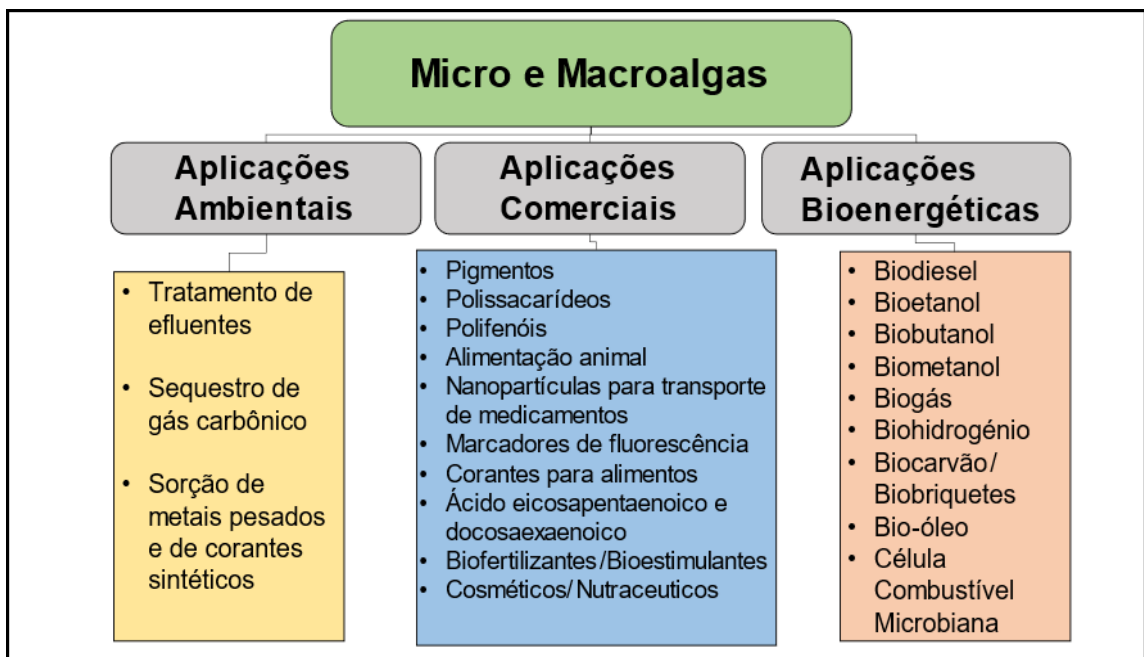 Micro e Macroalgas
Aplicações
Ambientais
Aplicações
Comerciais
Aplicações
Bioenergéticas
• Tratamento de
efluentes
• Sequestro de
gás carbônico
• Sorção de
metais pesados
e de corantes
sintéticos
• Pigmentos
• Polissacarídeos
• Polifenóis
• Alimentação animal
• Nanopartículas para transporte
de medicamentos
• Marcadores de fluorescência
• Corantes para alimentos
• Ácido eicosapentaenoico e
docosaexaenoico
• Biofertilizantes/Bioestimulantes
• Cosméticos/Nutraceuticos
• Biodiesel
• Bioetanol
• Biobutanol
• Biometanol
• Biogás
• Biohidrogénio
• Biocarvão/
Biobriquetes
• Bio-óleo
• Célula
Combustível
Microbiana